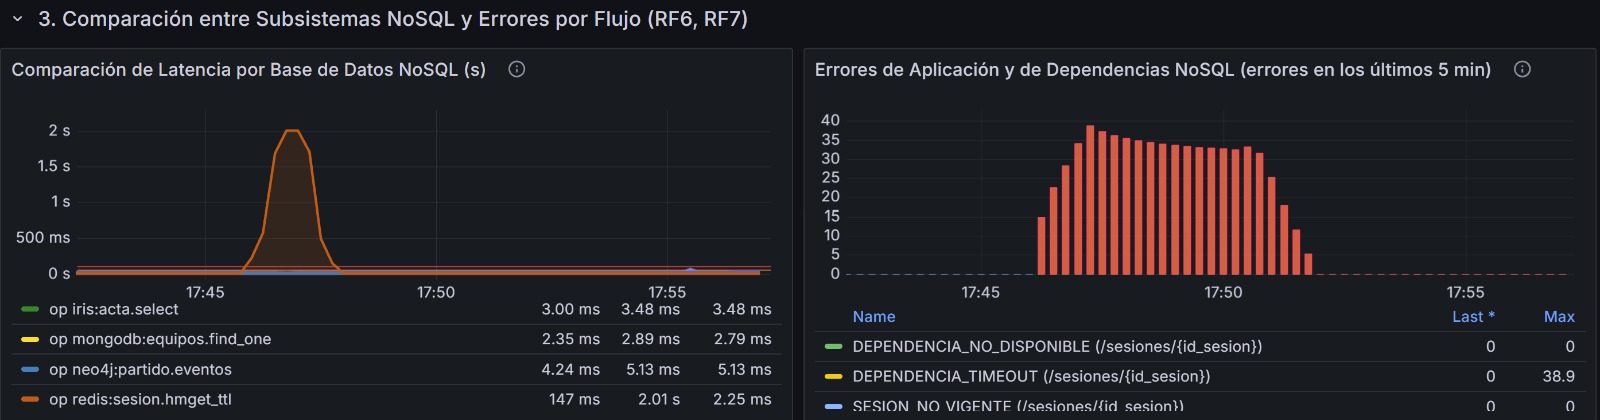 3. Comparación entre Subsistemas NoSQL y Errores por Flujo (RF6, RF7)
Comparación de Latencia por Base de Datos NoSQL (s)
2 s
1.5 s
1 s
500 ms
0 s
17:45 17:50 17:55
op iris:acta.select 3.00 ms 3.48 ms 3.48 ms
op mongodb:equipos.find_one 2.35 ms 2.89 ms 2.79 ms
op neo4j:partido.eventos 4.24 ms 5.13 ms 5.13 ms
op redis:sesion.hmget_ttl 147 ms 2.01 s 2.25 ms
Errores de Aplicación y de Dependencias NoSQL (errores en los últimos 5 min)
40
35
30
25
20
15
10
5
0
17:45 17:50 17:55
Name Last * Max
DEPENDENCIA_NO_DISPONIBLE (/sesiones/{id_sesion}) 0 0
DEPENDENCIA_TIMEOUT (/sesiones/{id_sesion}) 0 38.9
SESION_NO_VIGENTE (/sesiones/{id_sesion}) 0 0